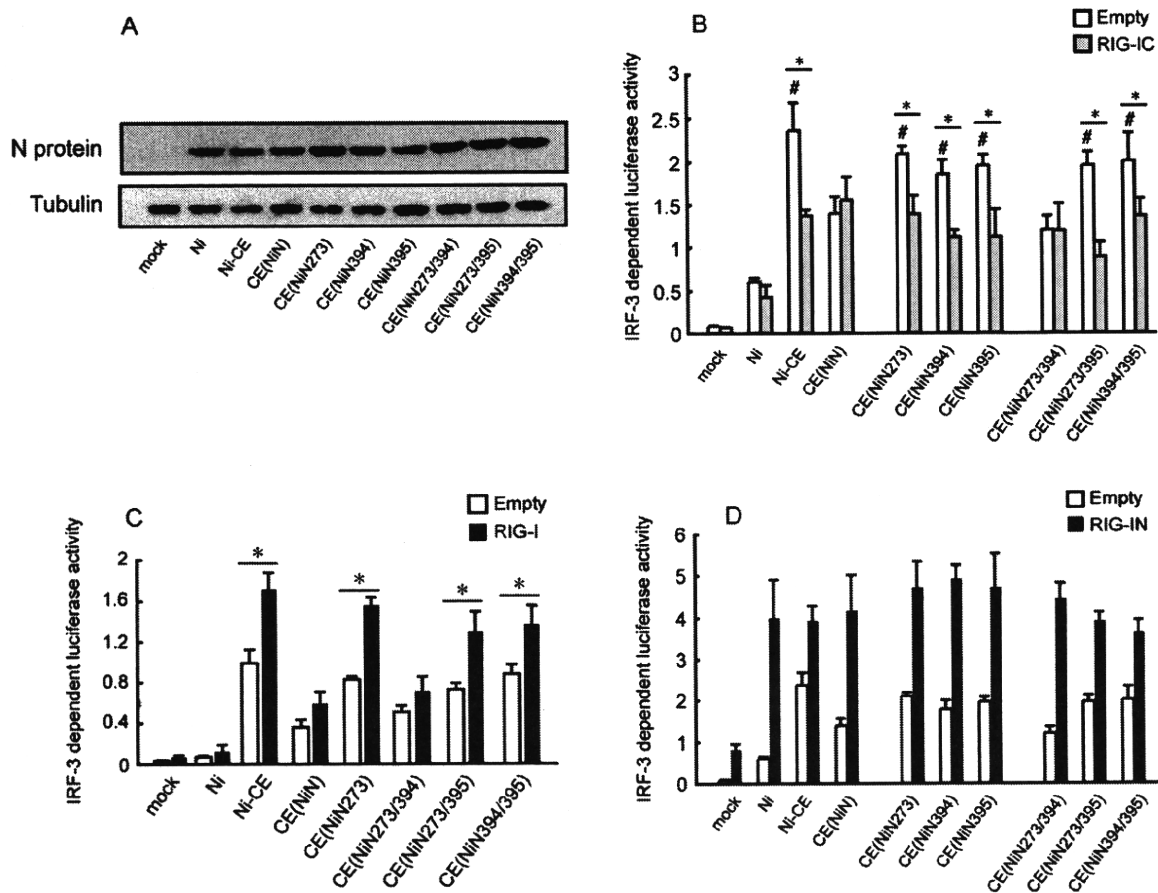 A
N protein
Tubulin
mock
Ni
Ni-CE
CE(NiN)
CE(NiN273)
CE(NiN394)
CE(NiN395)
CE(NiN273/394)
CE(NiN273/395)
CE(NiN394/395)
B
Empty
RIG-IC
IRF-3 dependent luciferase activity
3
2.5
2
1.5
1
0.5
0
*
#
*
#
*
#
*
#
*
#
*
#
mock
Ni
Ni-CE
CE(NiN)
CE(NiN273)
CE(NiN394)
CE(NiN395)
CE(NiN273/394)
CE(NiN273/395)
CE(NiN394/395)
C
Empty
RIG-I
IRF-3 dependent luciferase activity
2
1.6
1.2
0.8
0.4
0
*
*
*
*
mock
Ni
Ni-CE
CE(NiN)
CE(NiN273)
CE(NiN273/394)
CE(NiN273/395)
CE(NiN394/395)
D
Empty
RIG-IN
IRF-3 dependent luciferase activity
6
5
4
3
2
1
0
mock
Ni
Ni-CE
CE(NiN)
CE(NiN273)
CE(NiN394)
CE(NiN395)
CE(NiN273/394)
CE(NiN273/395)
CE(NiN394/395)